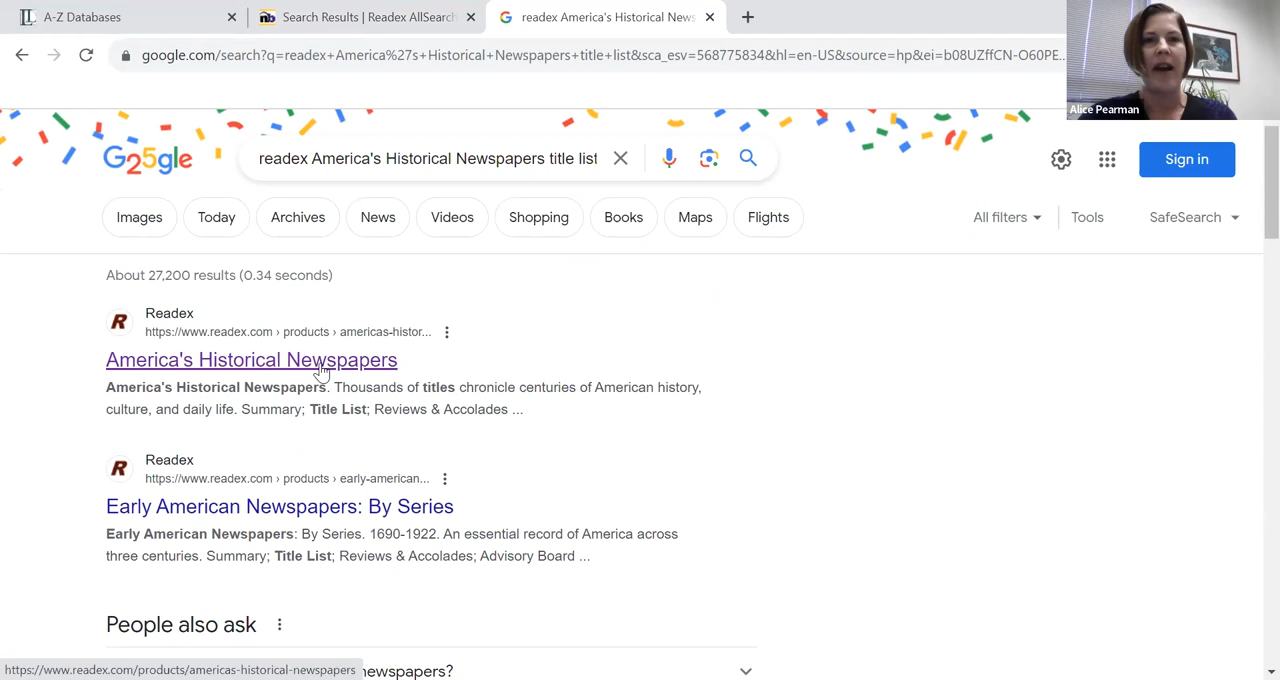 A-Z Databases
Search Results | Readex AllSearch
readex America's Historical News
google.com/search?q=readex+America%27s+Historical+Newspapers+title+list&sca_esv=568775834&hl=en-US&source=hp&ei=b08UZffCN-O60PE...
Alice Pearman
G25gle
readex America's Historical Newspapers title list
Sign in
Images
Today
Archives
News
Videos
Shopping
Books
Maps
Flights
All filters
Tools
SafeSearch
About 27,200 results (0.34 seconds)
Readex
https://www.readex.com › products › americas-histor...
America's Historical Newspapers
America's Historical Newspapers. Thousands of titles chronicle centuries of American history,
culture, and daily life. Summary; Title List; Reviews & Accolades ...
Readex
https://www.readex.com › products › early-american...
Early American Newspapers: By Series
Early American Newspapers: By Series. 1690-1922. An essential record of America across
three centuries. Summary; Title List; Reviews & Accolades; Advisory Board ...
People also ask
https://www.readex.com/products/americas-historical-newspapers
ewspapers?